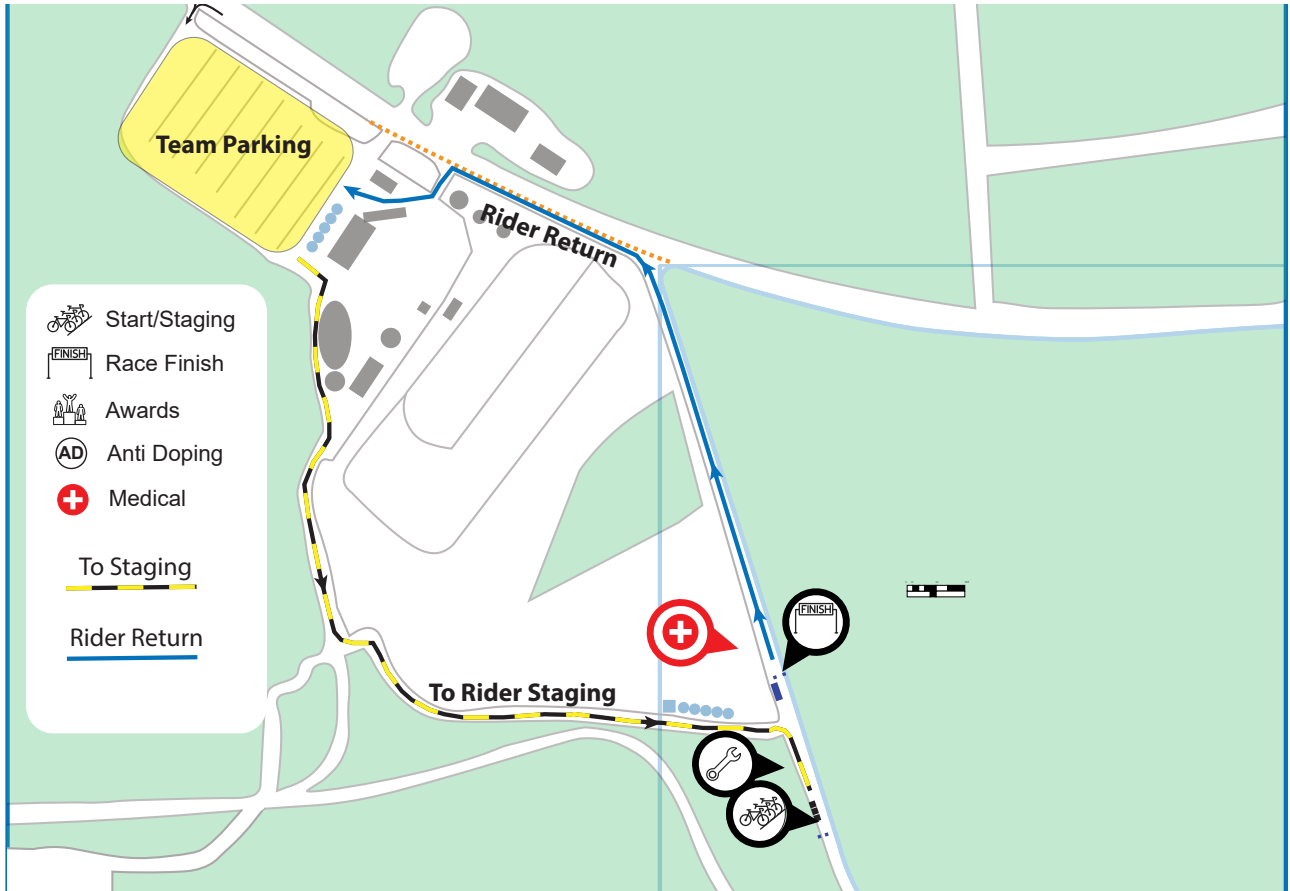 Team Parking
Rider Return
Start/Staging
FINISH
Race Finish
Awards
AD
Anti Doping
Medical
To Staging
Rider Return
FINISH
To Rider Staging